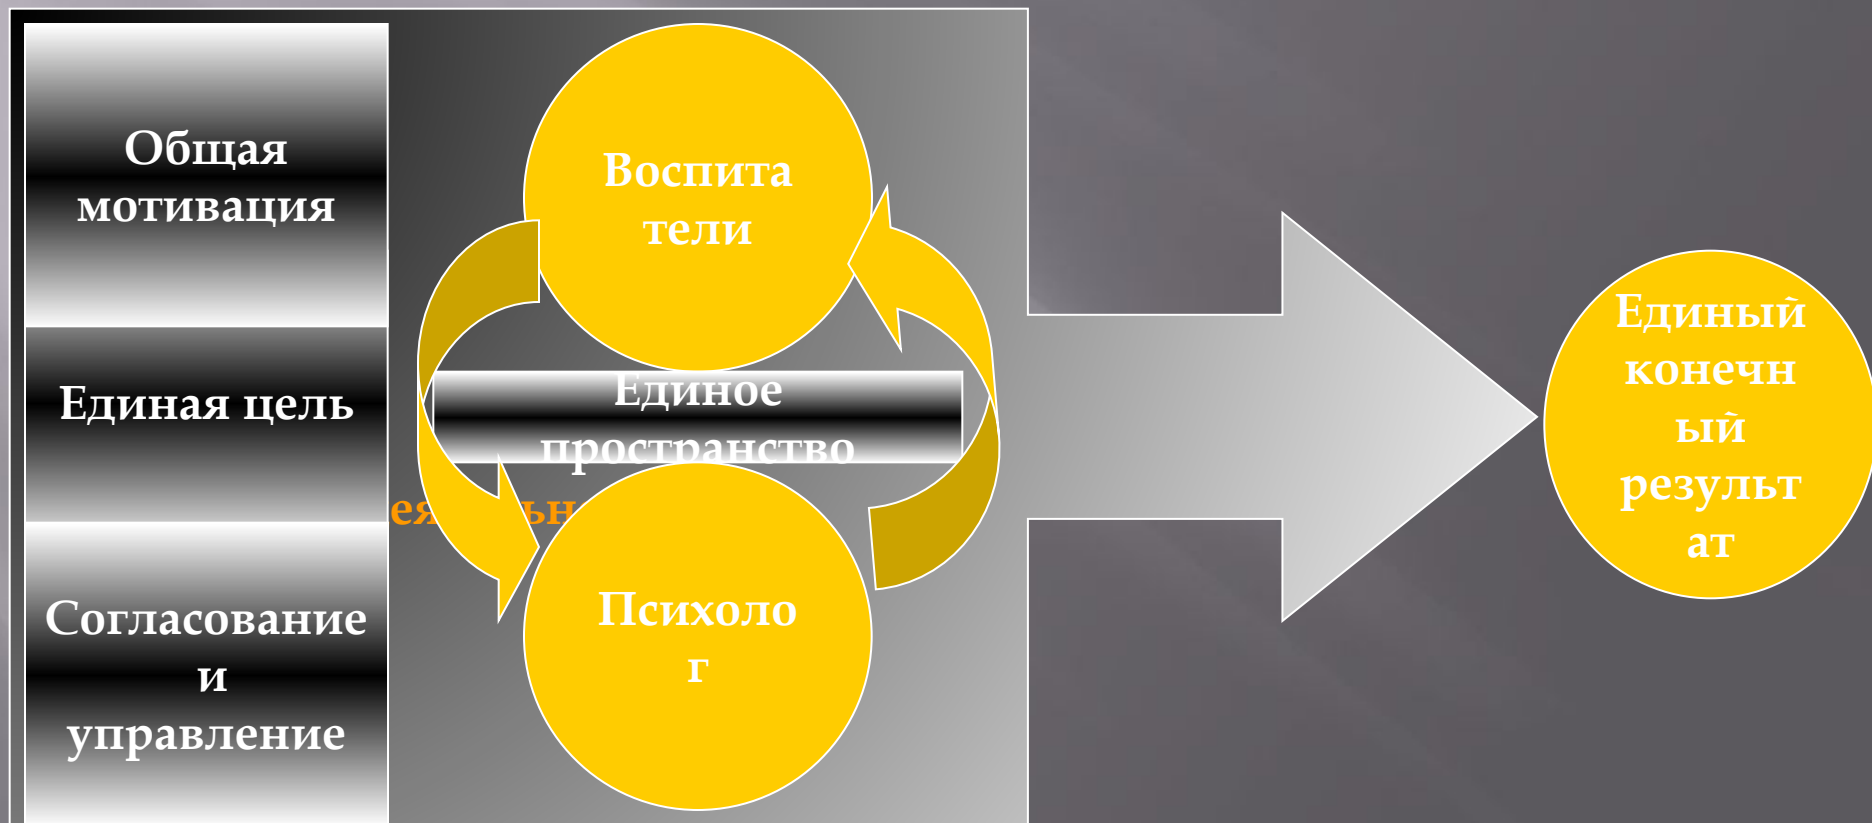 Общая
мотивация
Единая цель
Согласование
и
управление
Воспита
тели
Единое
пространство
Психоло
г
Единый
конечн
ый
результ
ат